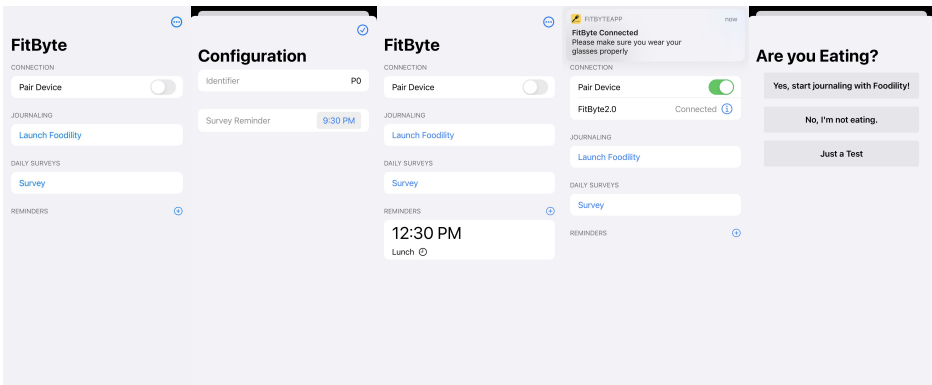 FitByte
CONNECTION
Pair Device
JOURNALING
Launch Foodility
DAILY SURVEYS
Survey
REMINDERS
Configuration
Identifier P0
Survey Reminder 9:30 PM
FitByte
CONNECTION
Pair Device
JOURNALING
Launch Foodility
DAILY SURVEYS
Survey
REMINDERS
12:30 PM
Lunch
FITBYTEAPP now
FitByte Connected
Please make sure you wear your
glasses properly
CONNECTION
Pair Device
FitByte2.0 Connected
JOURNALING
Launch Foodility
DAILY SURVEYS
Survey
REMINDERS
Are you Eating?
Yes, start journaling with Foodility!
No, I'm not eating.
Just a Test